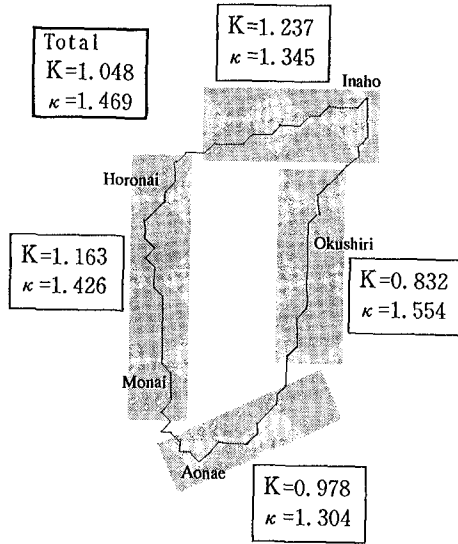 Total
K=1.048
κ=1.469
K=1.237
κ=1.345
Inaho
Horonai
Okushiri
K=1.163
κ=1.426
K=0.832
κ=1.554
Monai
Aonae
K=0.978
κ=1.304